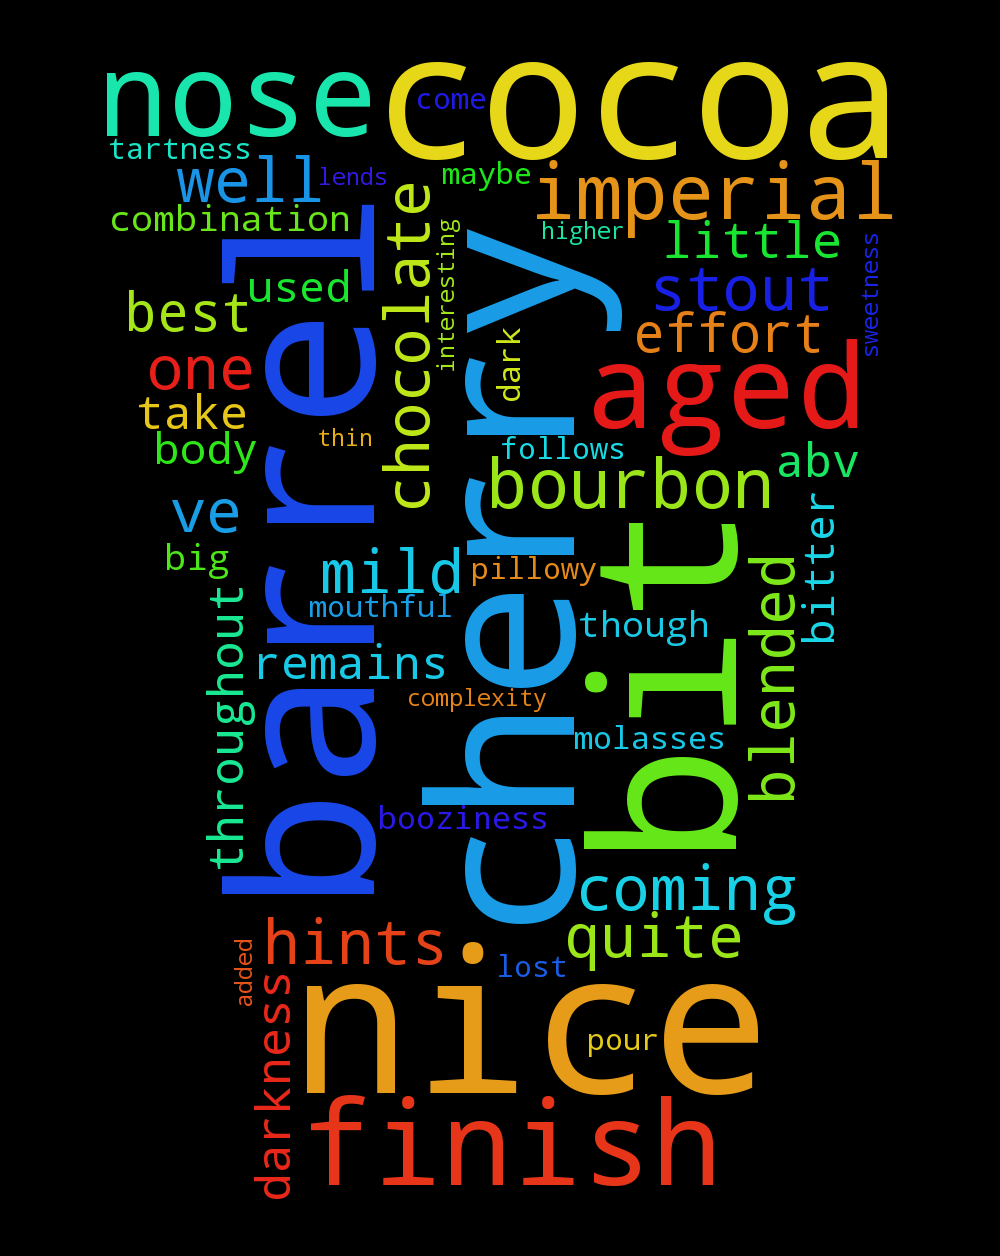 nose
cocoa
come
tartness
well
lends
maybe
imperial
combination
higher
little
chocolate
interesting
sweetness
used
stout
best
barrel
cherry
effort
dark
one
aged
take
thin
body
follows
abv
bourbon
ve
bitter
big
mild
pillowy
bit
blended
mouthful
though
throughout
remains
complexity
molasses
booziness
coming
hints
quite
added
lost
darkness
nice
pour
finish